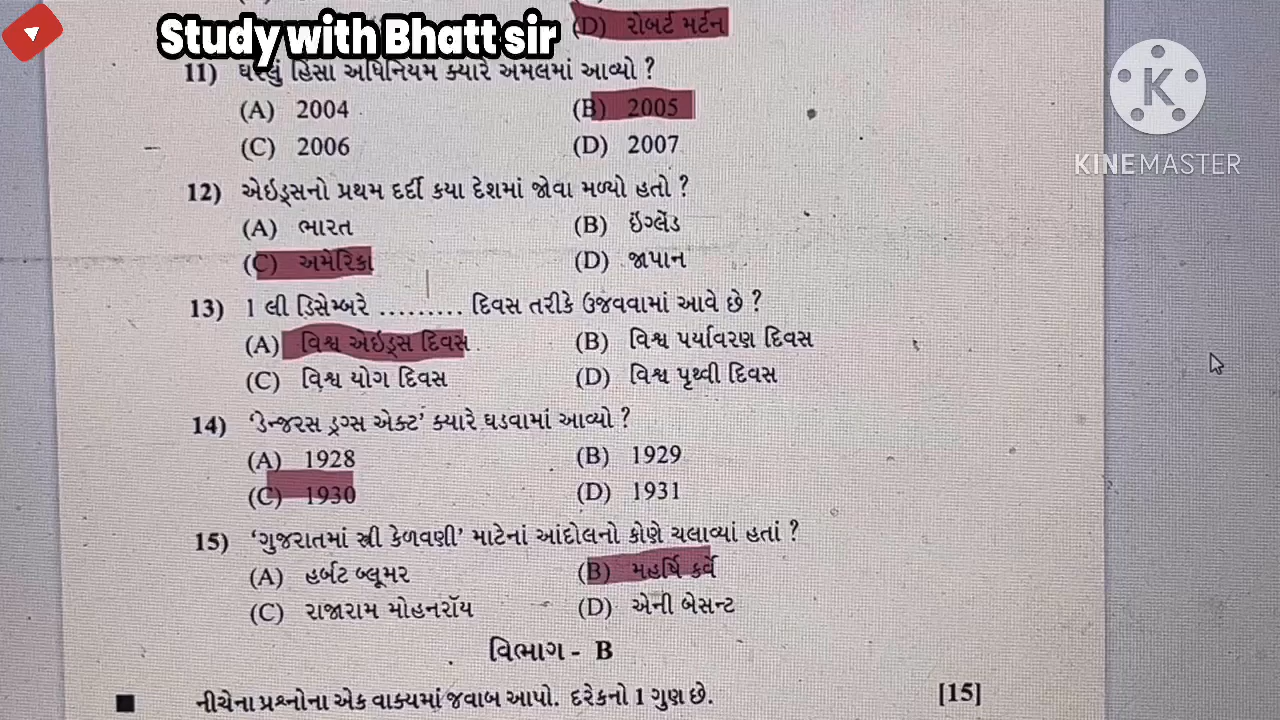 Study with Bhatt sir
(D) રોબર્ટ મર્ટન
11) ઘરેલું હિંસા અધિનિયમ ક્યારે અમલમાં આવ્યો ?
(A) 2004 (B) 2005
(C) 2006 (D) 2007
12) એઇડ્સનો પ્રથમ દર્દી કયા દેશમાં જોવા મળ્યો હતો ?
(A) ભારત (B) ઇંગ્લેંડ
(C) અમેરિકા (D) જાપાન
13) 1 લી ડિસેમ્બરે ......... દિવસ તરીકે ઉજવવામાં આવે છે ?
(A) વિશ્વ એઇડ્સ દિવસ (B) વિશ્વ પર્યાવરણ દિવસ
(C) વિશ્વ યોગ દિવસ (D) વિશ્વ પૃથ્વી દિવસ
14) 'ડેન્જરસ ડ્રગ્સ એક્ટ' ક્યારે ઘડવામાં આવ્યો ?
(A) 1928 (B) 1929
(C) 1930 (D) 1931
15) 'ગુજરાતમાં સ્ત્રી કેળવણી' માટેનાં આંદોલનો કોણે ચલાવ્યાં હતાં ?
(A) હર્બટ બ્લૂમર (B) મહર્ષિ કર્વે
(C) રાજારામ મોહનરૉય (D) એની બેસન્ટ
વિભાગ - B
■ નીચેના પ્રશ્નોના એક વાક્યમાં જવાબ આપો. દરેકનો 1 ગુણ છે. [15]
K
KINEMASTER